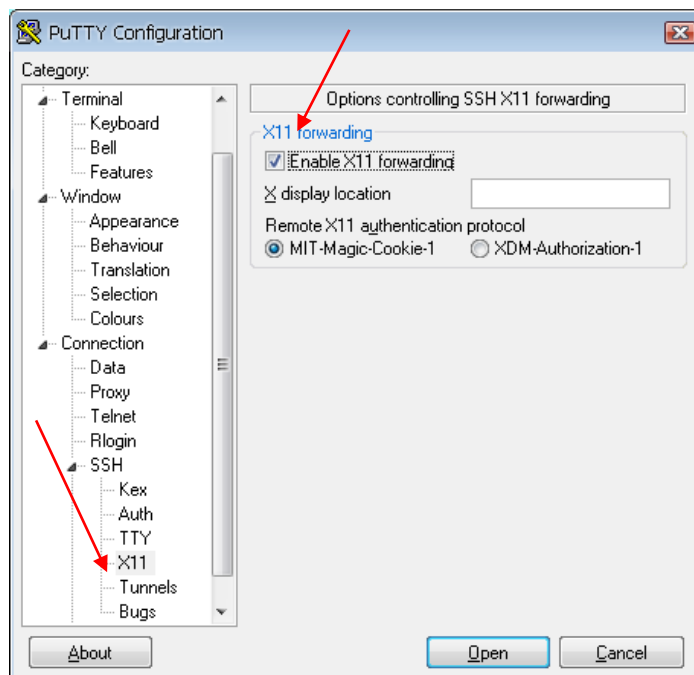 PuTTY Configuration
Category:
Terminal
Keyboard
Bell
Features
Window
Appearance
Behaviour
Translation
Selection
Colours
Connection
Data
Proxy
Telnet
Rlogin
SSH
Kex
Auth
TTY
X11
Tunnels
Bugs
Options controlling SSH X11 forwarding
X11 forwarding
Enable X11 forwarding
X display location
Remote X11 authentication protocol
MIT-Magic-Cookie-1 XDM-Authorization-1
About Open Cancel